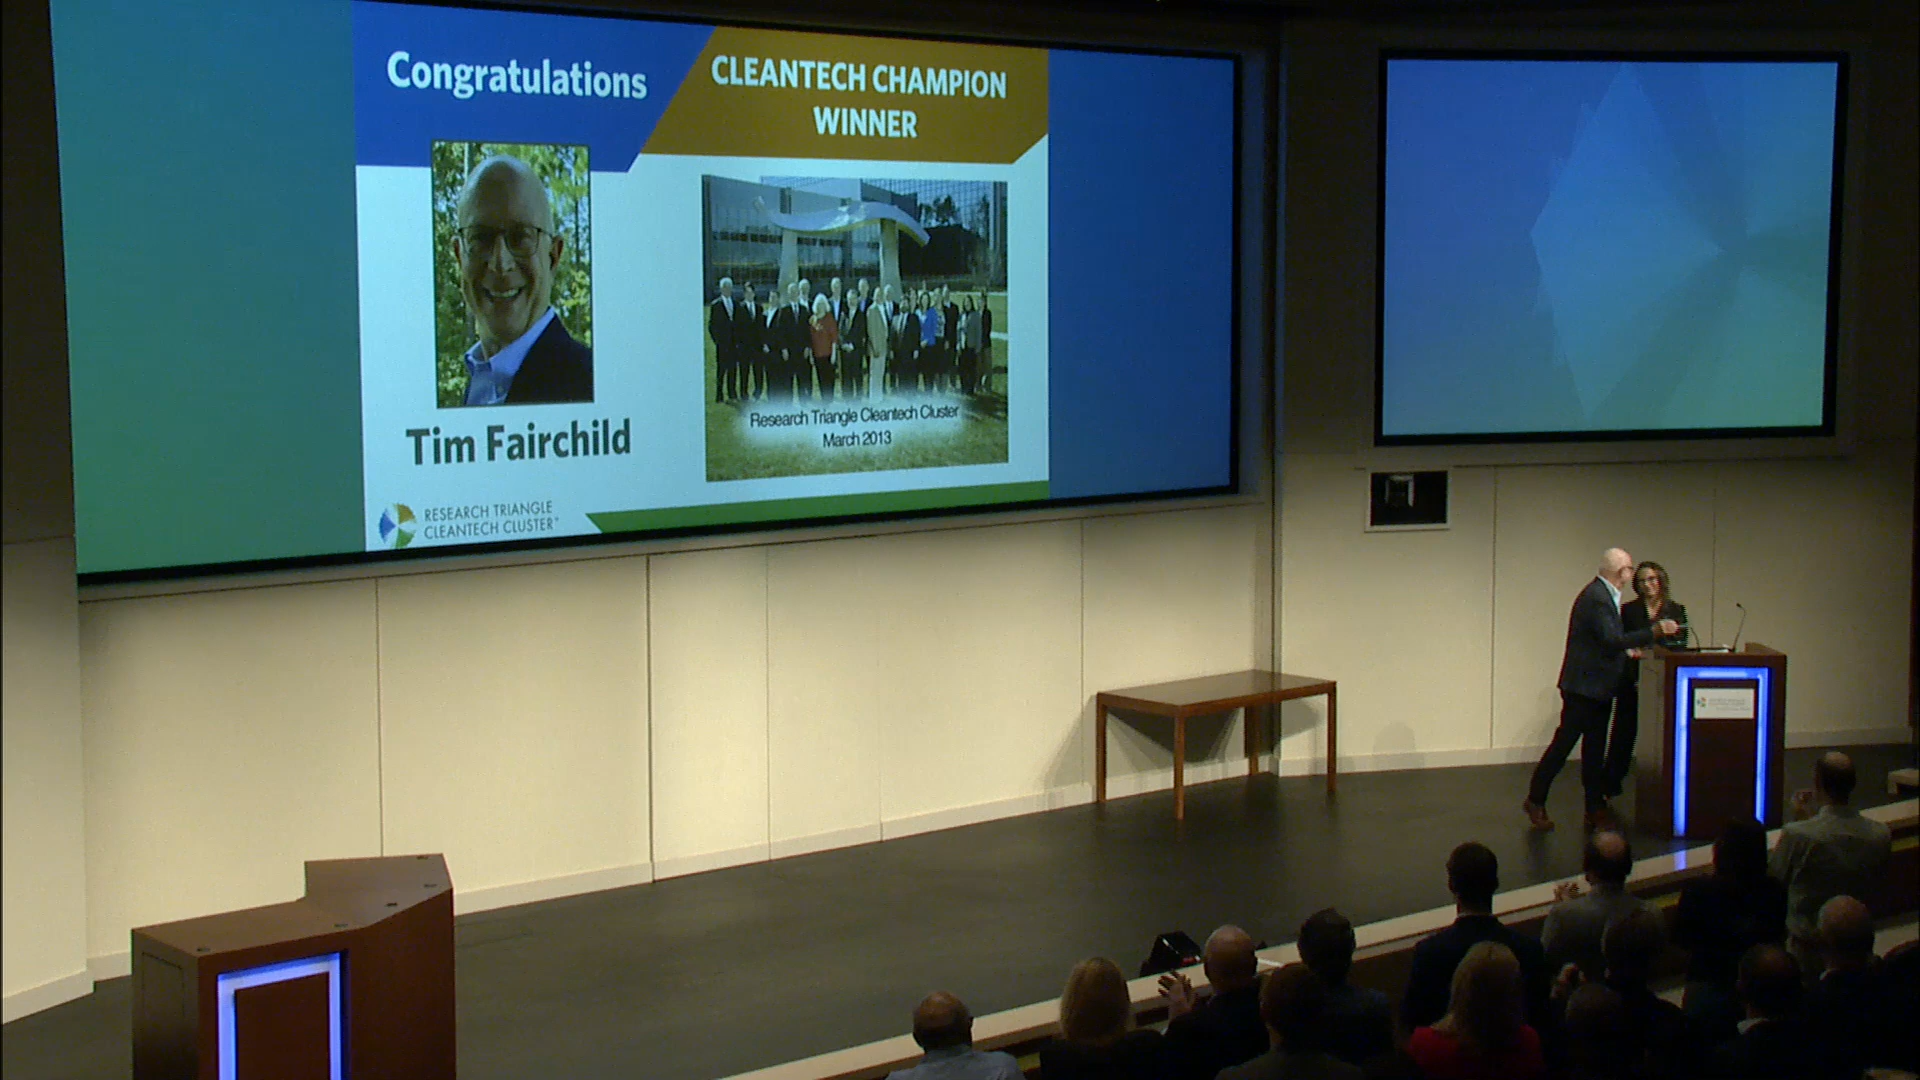 Congratulations
CLEANTECH CHAMPION
WINNER
Research Triangle Cleantech Cluster
March 2013
Tim Fairchild
RESEARCH TRIANGLE
CLEANTECH CLUSTER